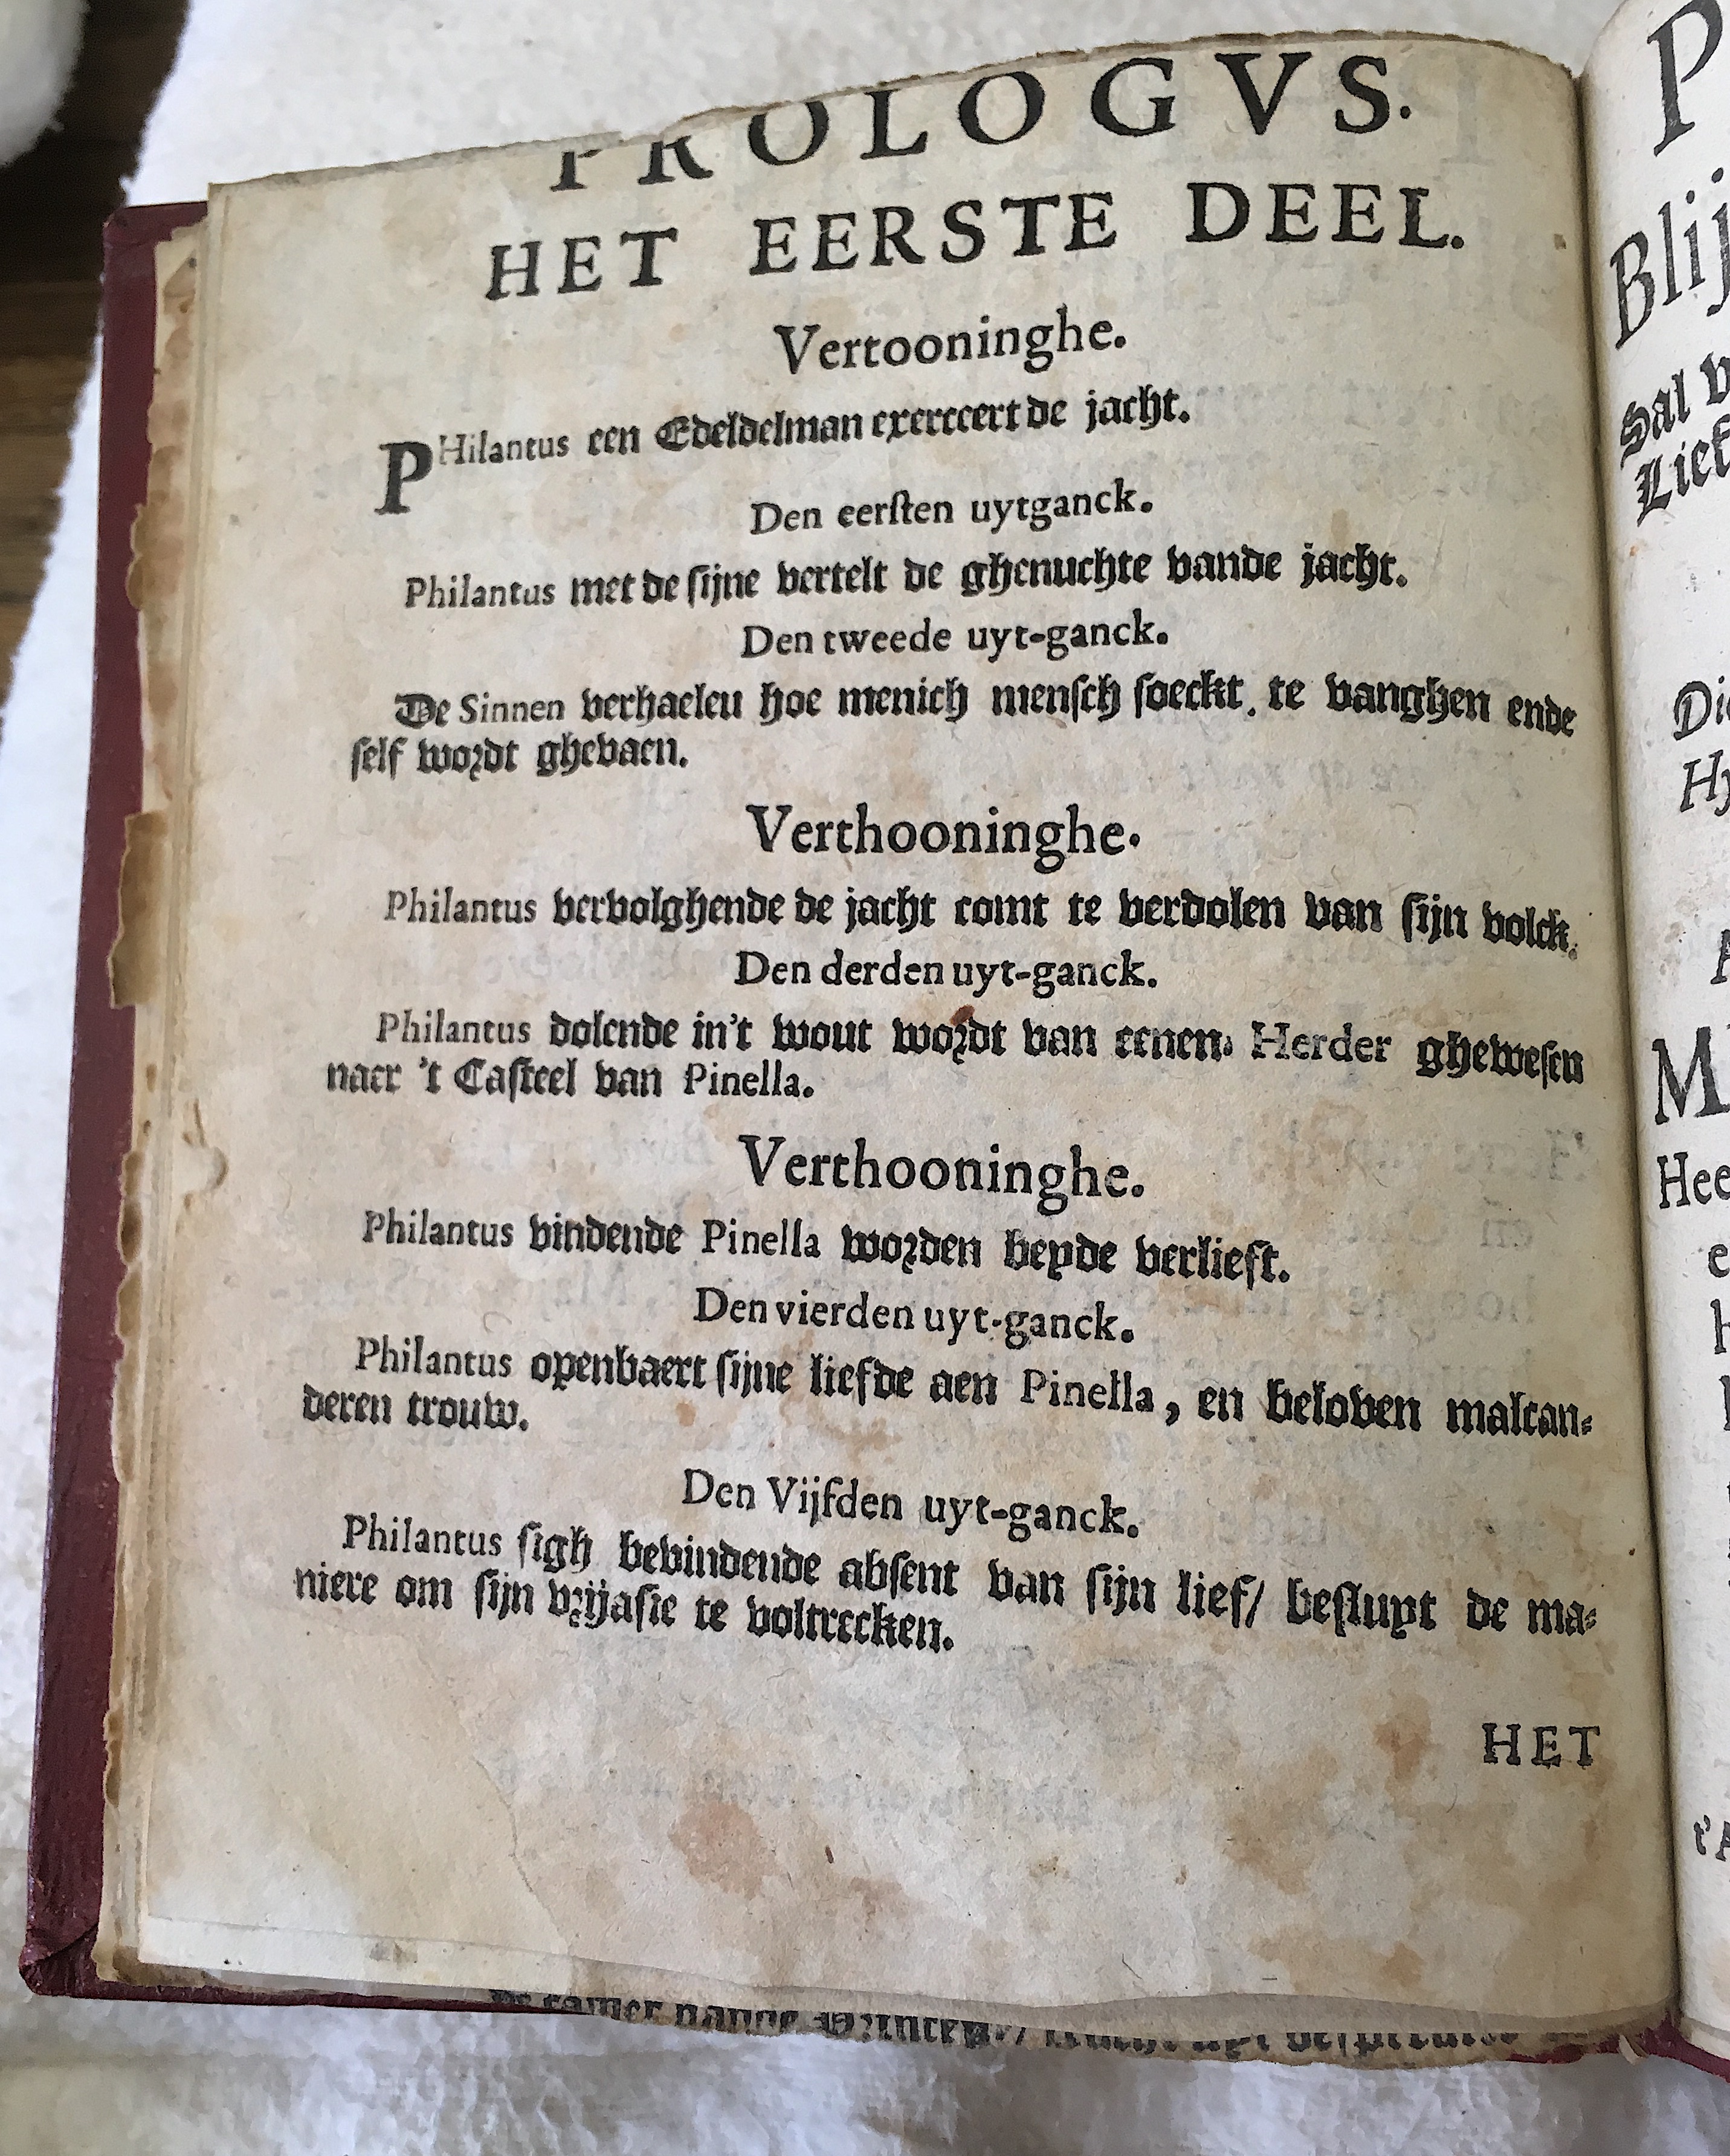 PROLOGVS.
HET EERSTE DEEL.
Vertooninghe.
PHilantus een Edeldelman exerceert de jacht.
Den eersten uytganck.
Philantus met de sijne vertelt de ghenuchte vande jacht.
Den tweede uyt-ganck.
De Sinnen verhaelen hoe menich mensch soeckt, te vanghen ende
self wordt ghevaen.
Verthooninghe.
Philantus vervolghende de jacht comt te verdolen van sijn volck.
Den derden uyt-ganck.
Philantus dolende in't wout wordt van eenen Herder ghewesen
naer 't Casteel van Pinella.
Verthooninghe.
Philantus vindende Pinella worden beyde verlieft.
Den vierden uyt-ganck.
Philantus openbaert sijne liefde aen Pinella, en beloven malcan-
deren trouw.
Den Vijfden uyt-ganck.
Philantus sigh bevindende absent van sijn lief/ besluyt de ma-
niere om sijn vrijasie te voltrecken.
HET
P
Blij
Sal v
Lief
Die
Hy
M
Hee